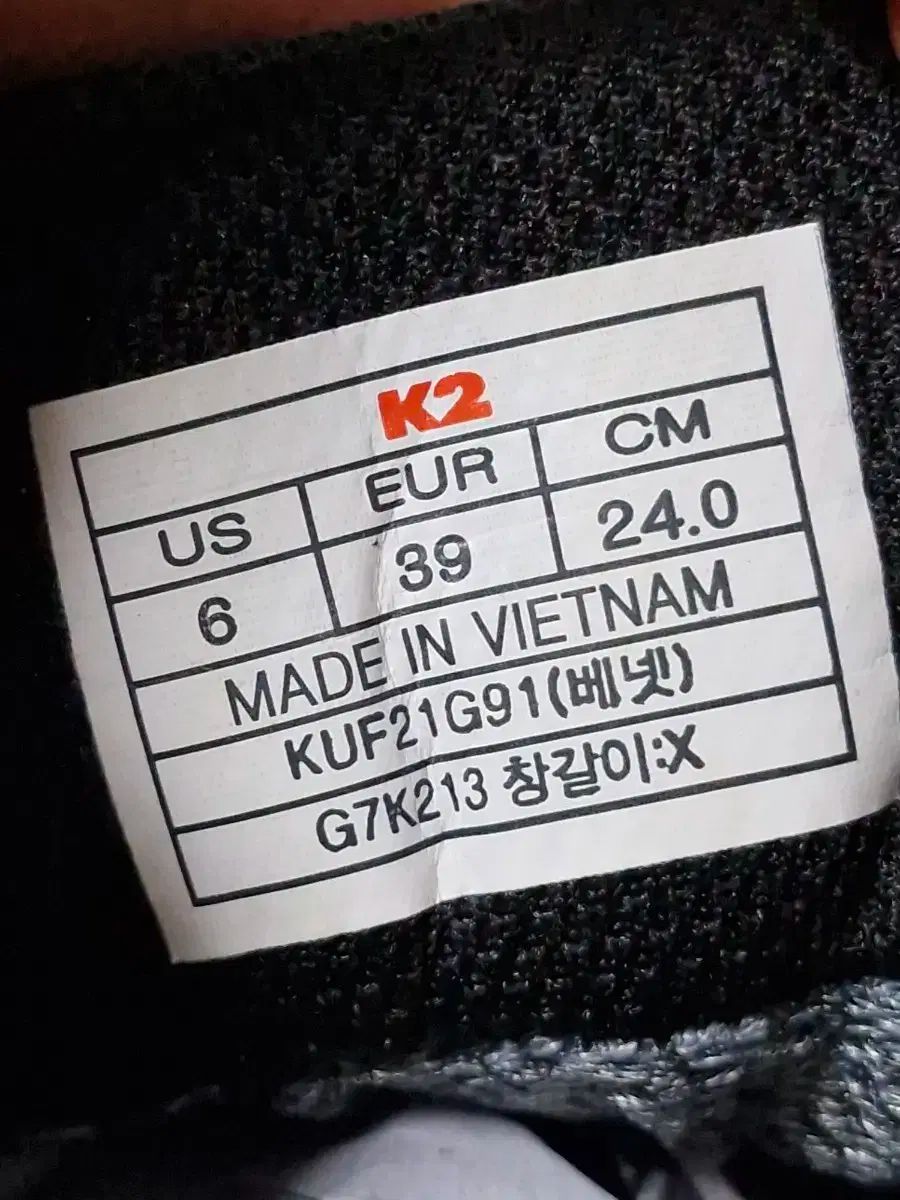 K2
US EUR CM
6 39 24.0
MADE IN VIETNAM
KUF21G91(베넷)
G7K213 창갈이:X